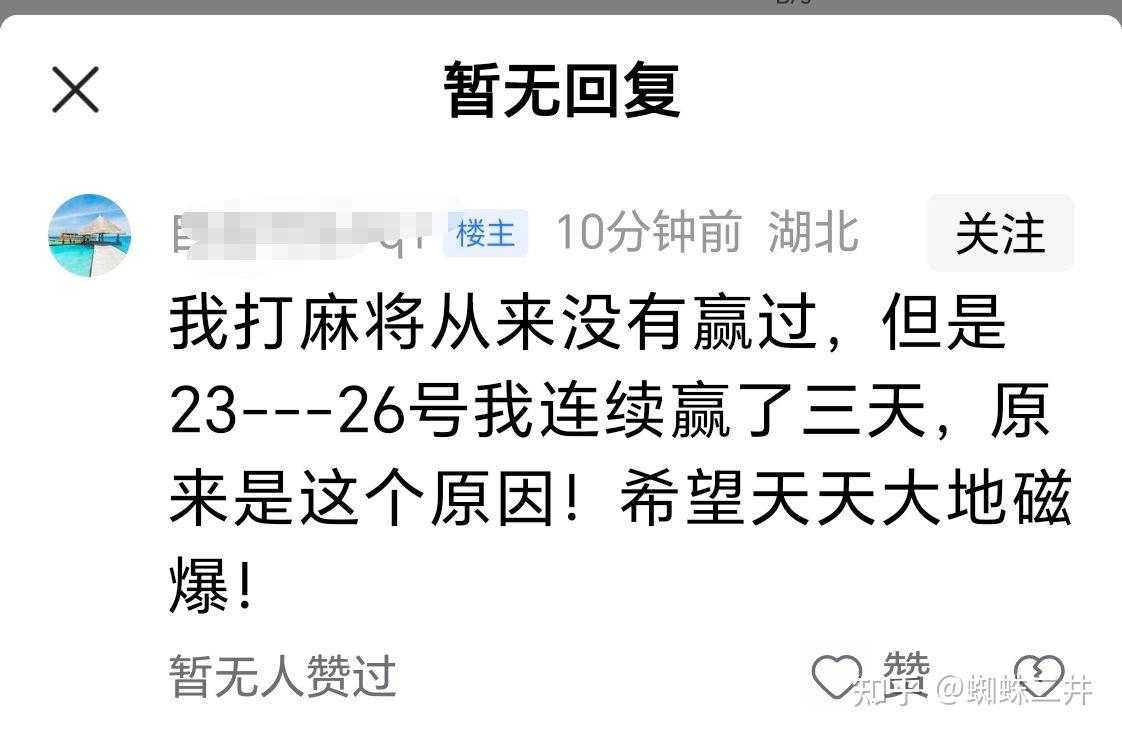 暂无回复
楼主 10分钟前 湖北 关注
我打麻将从来没有赢过，但是
23---26号我连续赢了三天，原
来是这个原因！希望天天大地磁
爆！
暂无人赞过 赞
知乎 @蜘蛛三井